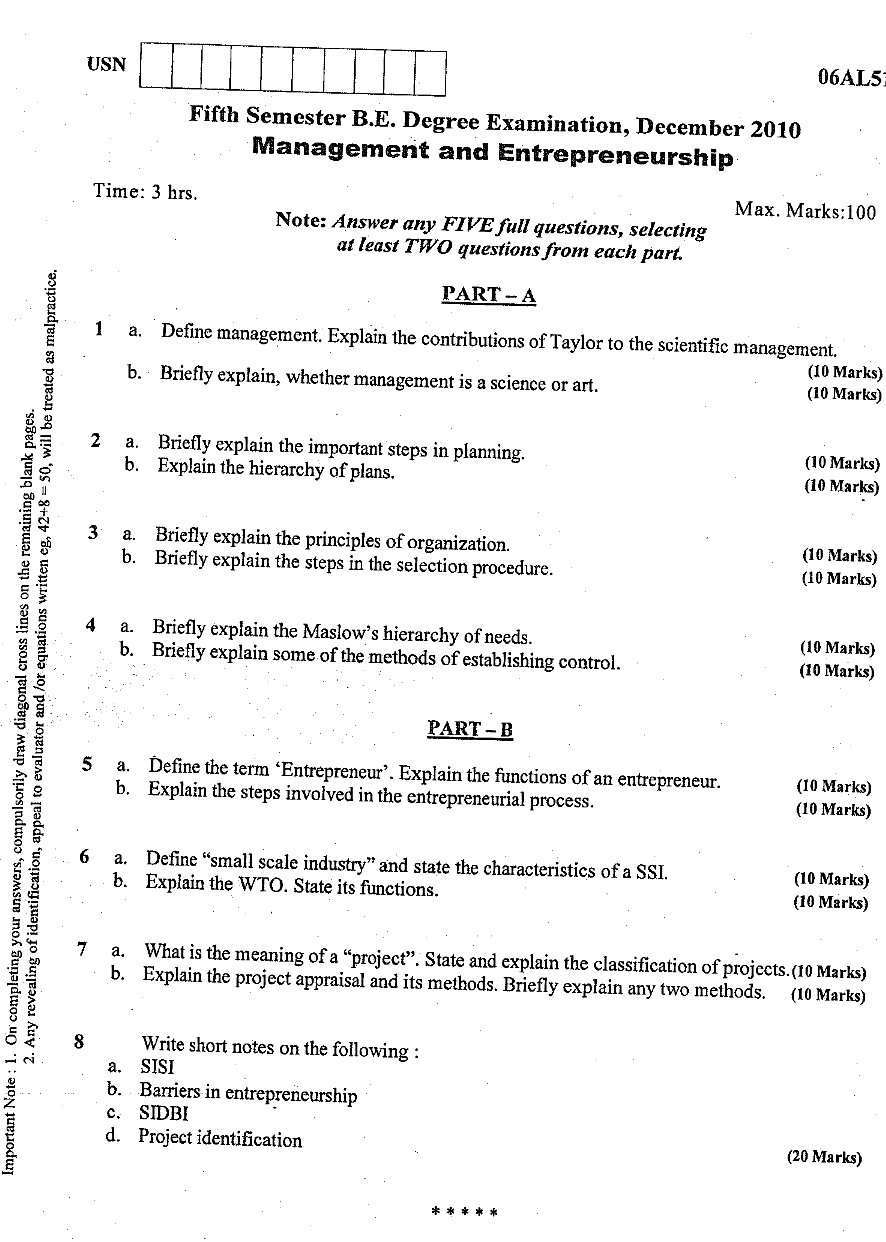 USN
06AL5
Fifth Semester B.E. Degree Examination, December 2010
Management and Entrepreneurship
Time: 3 hrs.
Max. Marks:100
Note: Answer any FIVE full questions, selecting
at least TWO questions from each part.
PART – A
1 a. Define management. Explain the contributions of Taylor to the scientific management.
(10 Marks)
b. Briefly explain, whether management is a science or art. (10 Marks)
2 a. Briefly explain the important steps in planning. (10 Marks)
b. Explain the hierarchy of plans. (10 Marks)
3 a. Briefly explain the principles of organization. (10 Marks)
b. Briefly explain the steps in the selection procedure. (10 Marks)
4 a. Briefly explain the Maslow's hierarchy of needs. (10 Marks)
b. Briefly explain some of the methods of establishing control. (10 Marks)
PART – B
5 a. Define the term 'Entrepreneur'. Explain the functions of an entrepreneur. (10 Marks)
b. Explain the steps involved in the entrepreneurial process. (10 Marks)
6 a. Define "small scale industry" and state the characteristics of a SSI. (10 Marks)
b. Explain the WTO. State its functions. (10 Marks)
7 a. What is the meaning of a "project". State and explain the classification of projects. (10 Marks)
b. Explain the project appraisal and its methods. Briefly explain any two methods. (10 Marks)
8 Write short notes on the following :
a. SISI
b. Barriers in entrepreneurship
c. SIDBI
d. Project identification
(20 Marks)
* * * * *
Important Note : 1. On completing your answers, compulsorily draw diagonal cross lines on the remaining blank pages.
2. Any revealing of identification, appeal to evaluator and /or equations written eg, 42+8 = 50, will be treated as malpractice.